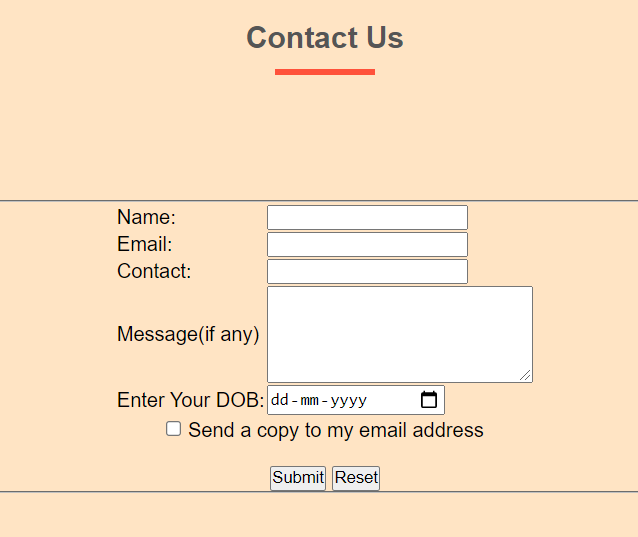 Contact Us
Name:
Email:
Contact:
Message(if any)
Enter Your DOB: dd-mm-yyyy
Send a copy to my email address
Submit Reset